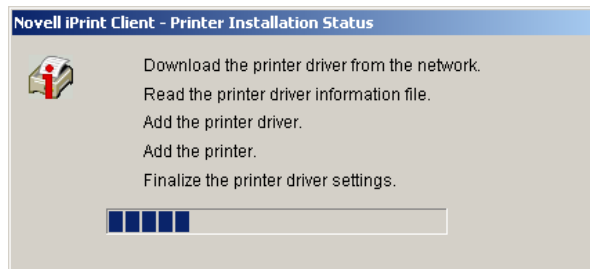 Novell iPrint Client - Printer Installation Status
Download the printer driver from the network.
Read the printer driver information file.
Add the printer driver.
Add the printer.
Finalize the printer driver settings.